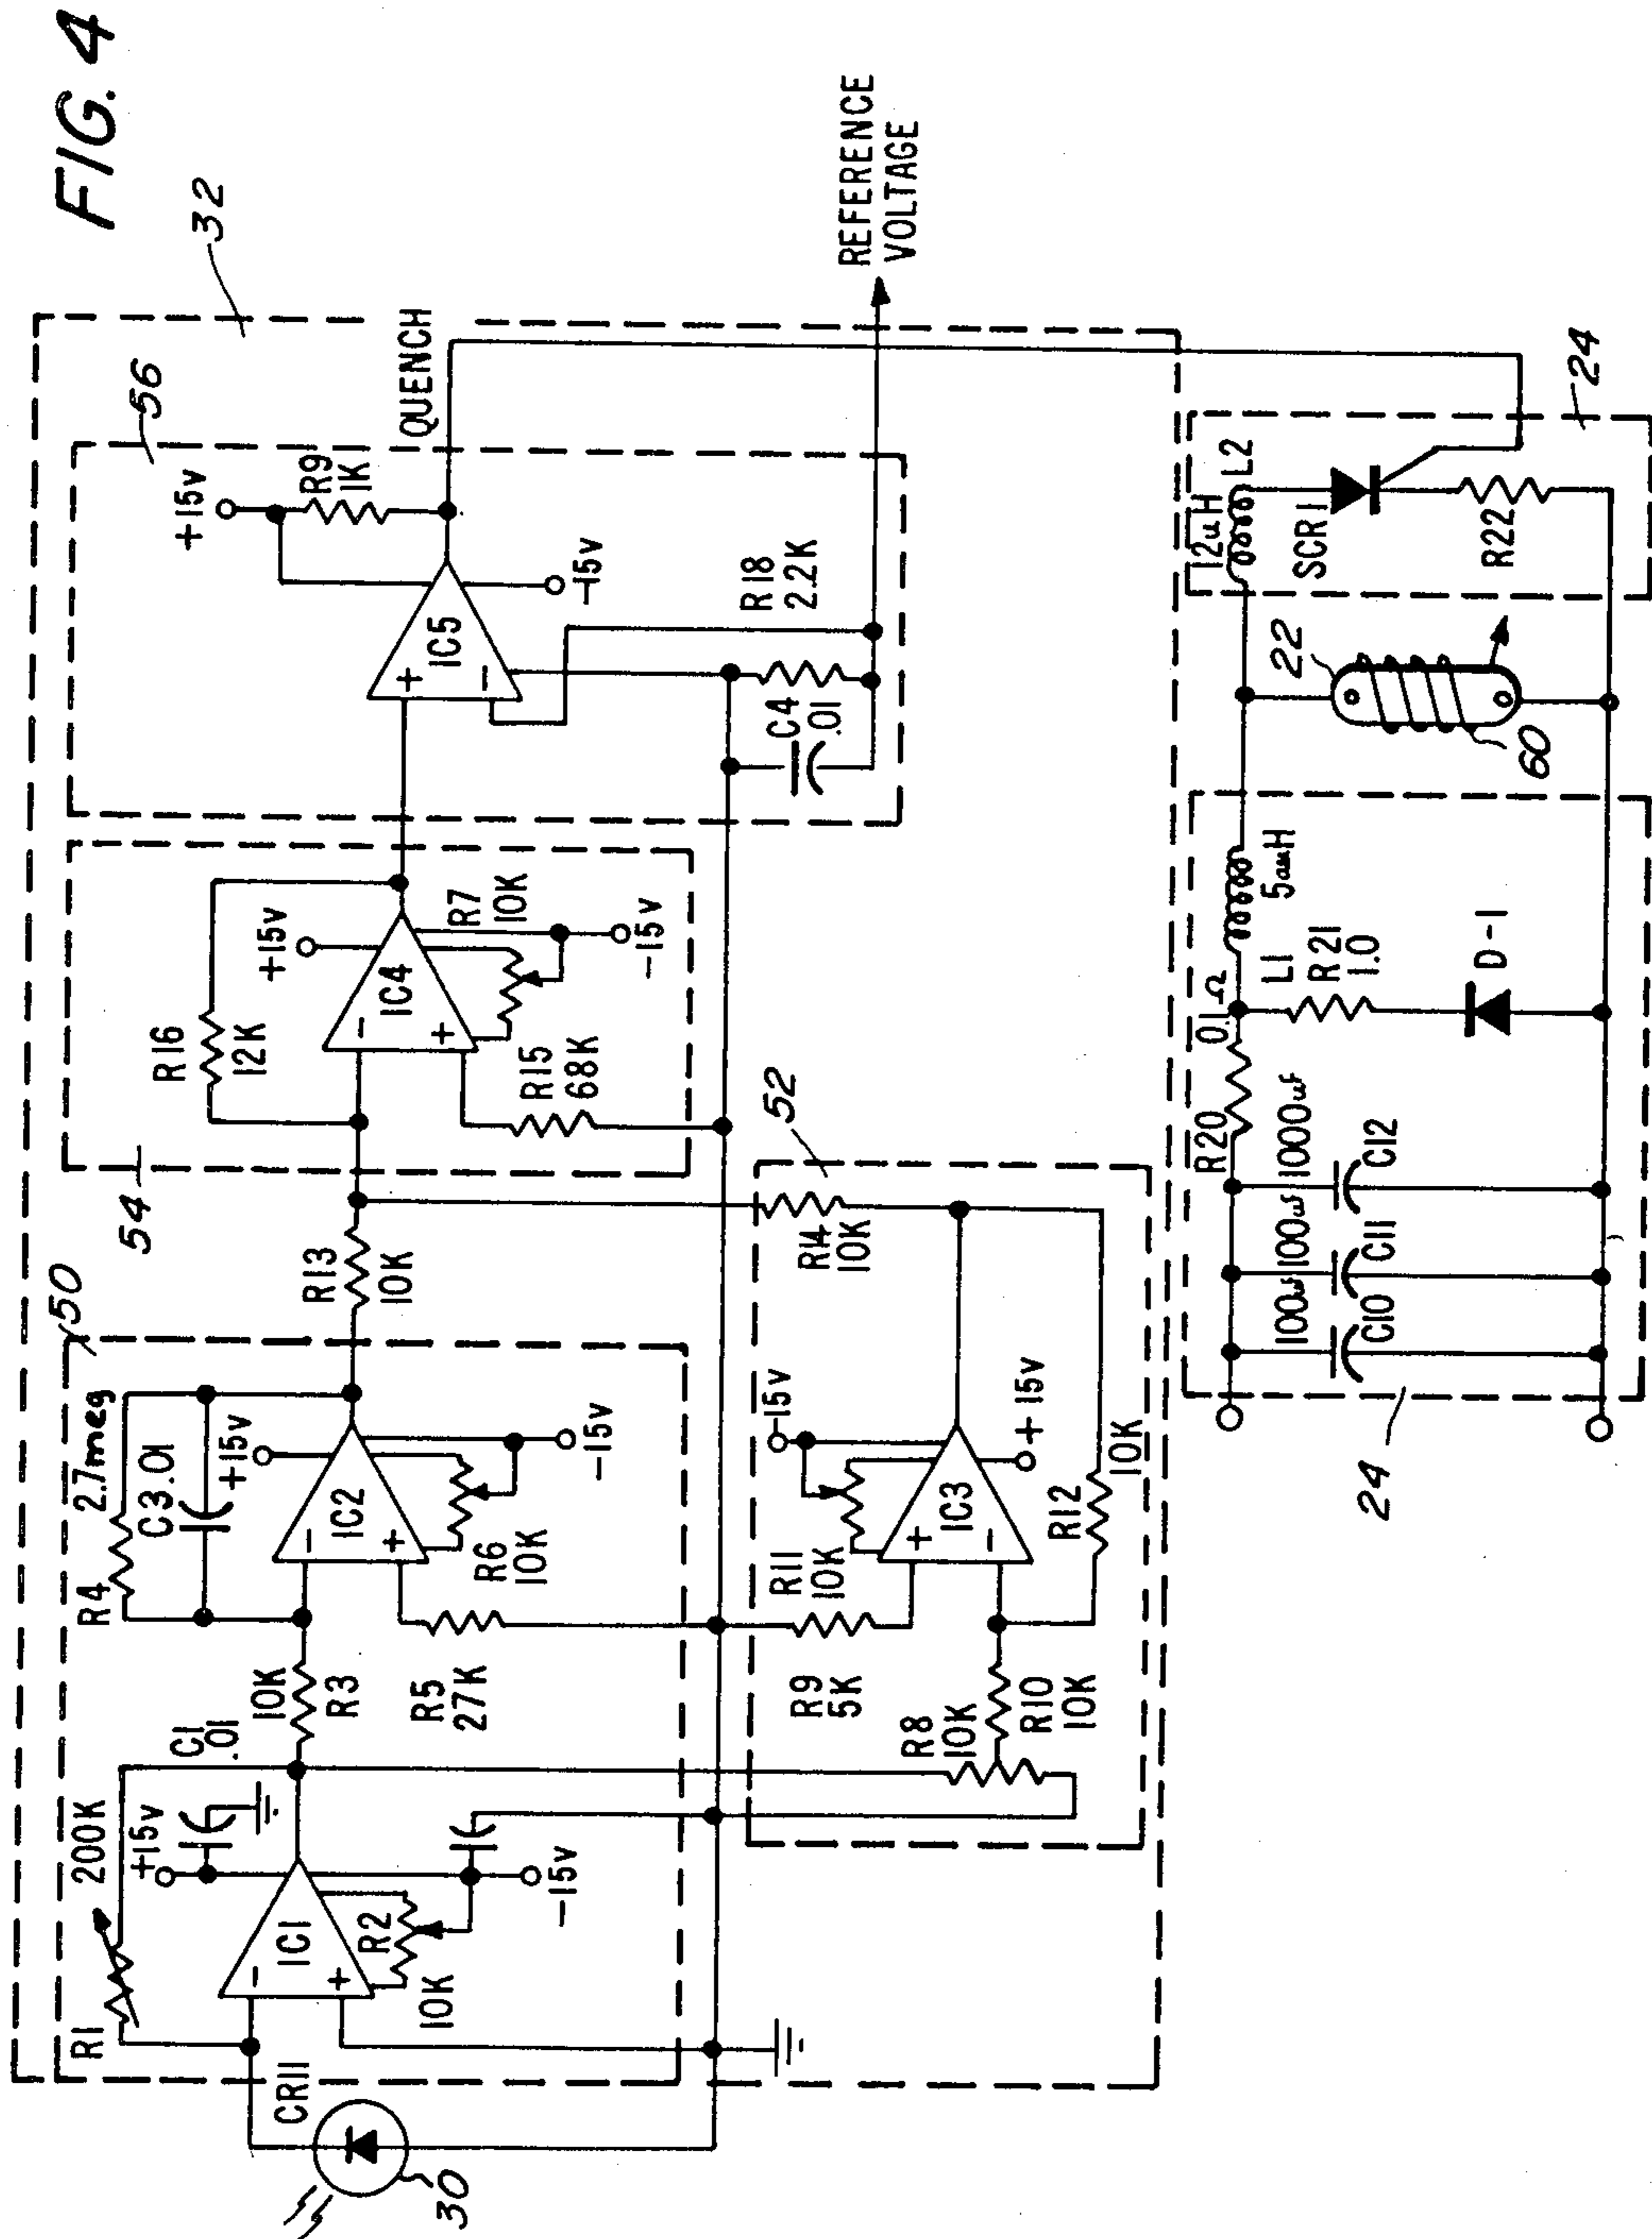 FIG. 4
32
50
54
56
R1
200K
+15v
C1
.01
IC1
−
+
R2
10K
−15v
CR11
30
10K
R3
R4
2.7meg
C3 .01
+15v
IC2
−
+
R6
10K
−15v
R5
27K
R13
10K
R16
12K
+15v
IC4
−
+
R7
10K
−15v
R15
68K
+15v
R9
1K
QUENCH
IC5
+
−
−15v
R18
2.2K
C4
.01
REFERENCE
VOLTAGE
52
R8
10K
R10
10K
R9
5K
R11
10K
−15v
IC3
+
−
+15v
R12
10K
R14
10K
24
100uf
C10
100uf
C11
1000uf
C12
R20
0.1Ω
L1
R21
1.0
D-1
22
60
12uH
L2
SCR1
R22
24